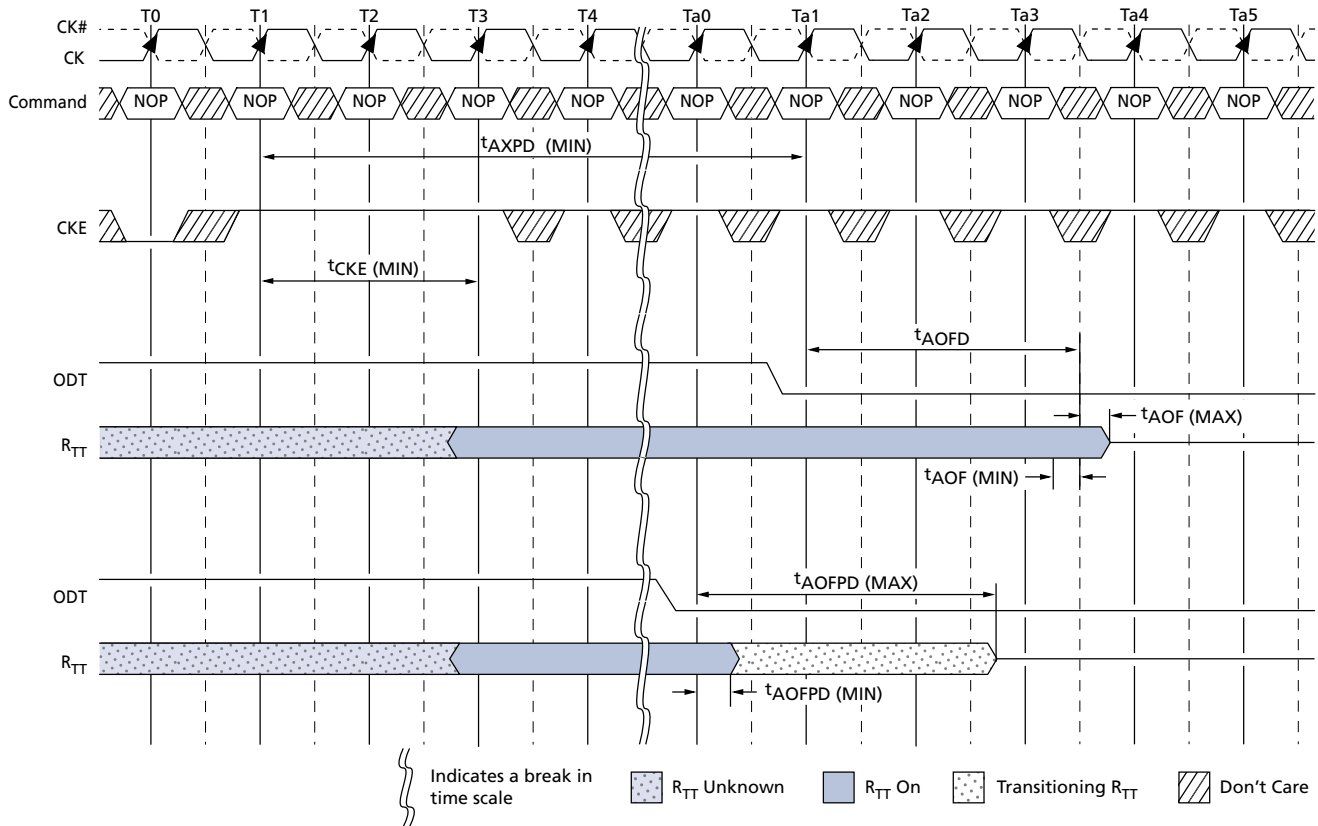 T0 T1 T2 T3 T4 Ta0 Ta1 Ta2 Ta3 Ta4 Ta5
CK#
CK
Command NOP NOP NOP NOP NOP NOP NOP NOP NOP NOP NOP
tAXPD (MIN)
CKE
tCKE (MIN)
tAOFD
ODT
tAOF (MAX)
RTT
tAOF (MIN)
tAOFPD (MAX)
ODT
RTT
tAOFPD (MIN)
Indicates a break in
time scale
RTT Unknown
RTT On
Transitioning RTT
Don't Care